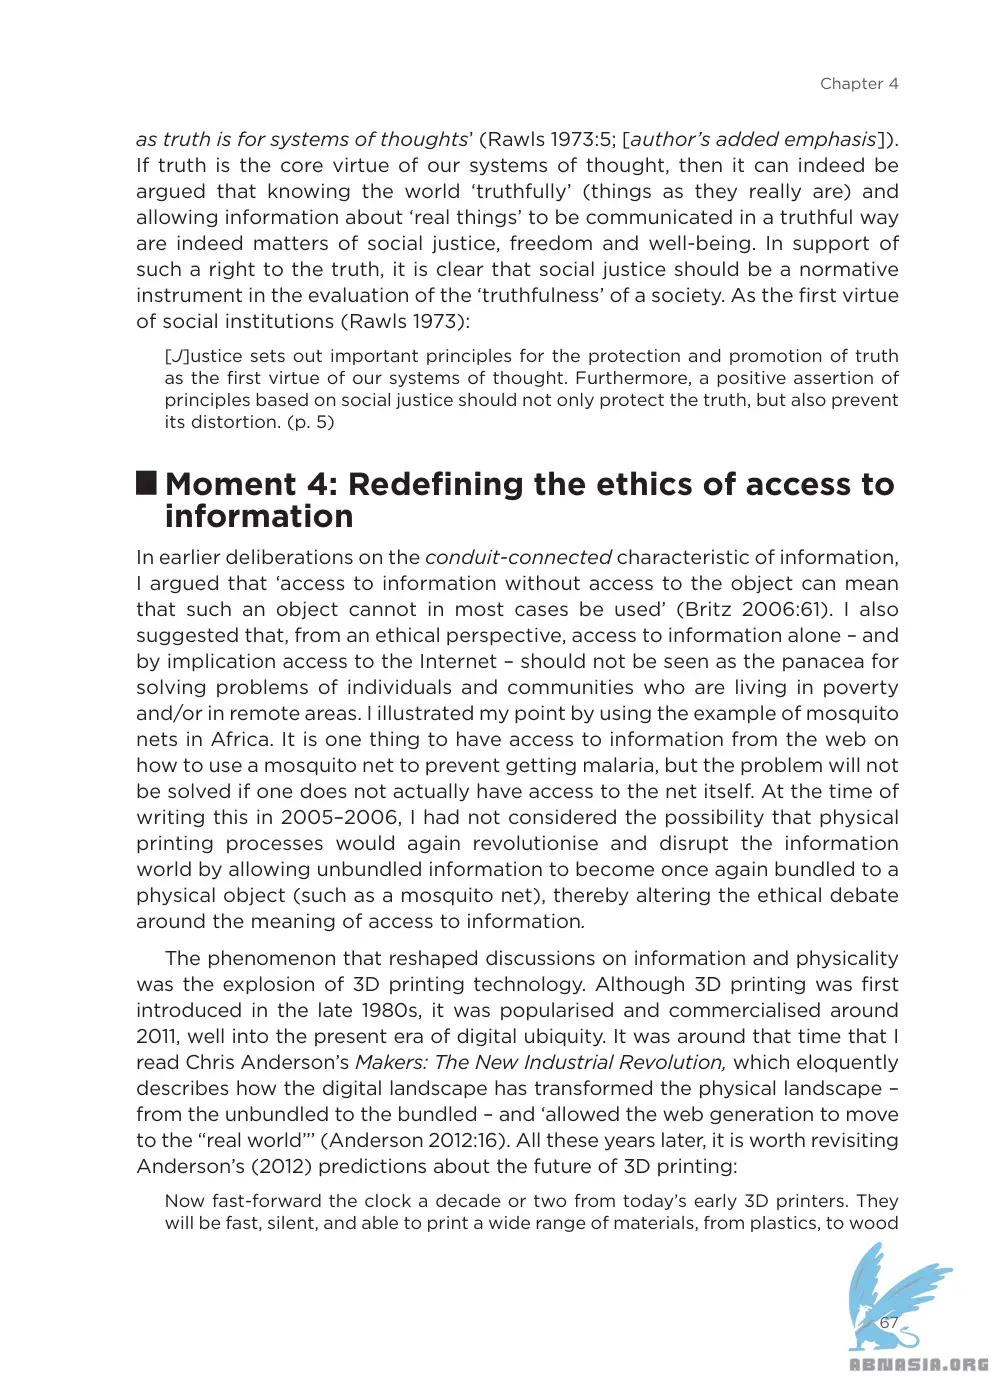 Chapter 4
as truth is for systems of thoughts’ (Rawls 1973:5; [author’s added emphasis]).
If truth is the core virtue of our systems of thought, then it can indeed be
argued that knowing the world ‘truthfully’ (things as they really are) and
allowing information about ‘real things’ to be communicated in a truthful way
are indeed matters of social justice, freedom and well-being. In support of
such a right to the truth, it is clear that social justice should be a normative
instrument in the evaluation of the ‘truthfulness’ of a society. As the first virtue
of social institutions (Rawls 1973):
[J]ustice sets out important principles for the protection and promotion of truth
as the first virtue of our systems of thought. Furthermore, a positive assertion of
principles based on social justice should not only protect the truth, but also prevent
its distortion. (p. 5)
Moment 4: Redefining the ethics of access to
information
In earlier deliberations on the conduit-connected characteristic of information,
I argued that ‘access to information without access to the object can mean
that such an object cannot in most cases be used’ (Britz 2006:61). I also
suggested that, from an ethical perspective, access to information alone – and
by implication access to the Internet – should not be seen as the panacea for
solving problems of individuals and communities who are living in poverty
and/or in remote areas. I illustrated my point by using the example of mosquito
nets in Africa. It is one thing to have access to information from the web on
how to use a mosquito net to prevent getting malaria, but the problem will not
be solved if one does not actually have access to the net itself. At the time of
writing this in 2005–2006, I had not considered the possibility that physical
printing processes would again revolutionise and disrupt the information
world by allowing unbundled information to become once again bundled to a
physical object (such as a mosquito net), thereby altering the ethical debate
around the meaning of access to information.
The phenomenon that reshaped discussions on information and physicality
was the explosion of 3D printing technology. Although 3D printing was first
introduced in the late 1980s, it was popularised and commercialised around
2011, well into the present era of digital ubiquity. It was around that time that I
read Chris Anderson’s Makers: The New Industrial Revolution, which eloquently
describes how the digital landscape has transformed the physical landscape –
from the unbundled to the bundled – and ‘allowed the web generation to move
to the “real world”’ (Anderson 2012:16). All these years later, it is worth revisiting
Anderson’s (2012) predictions about the future of 3D printing:
Now fast-forward the clock a decade or two from today’s early 3D printers. They
will be fast, silent, and able to print a wide range of materials, from plastics, to wood
67
ABNASIA.ORG